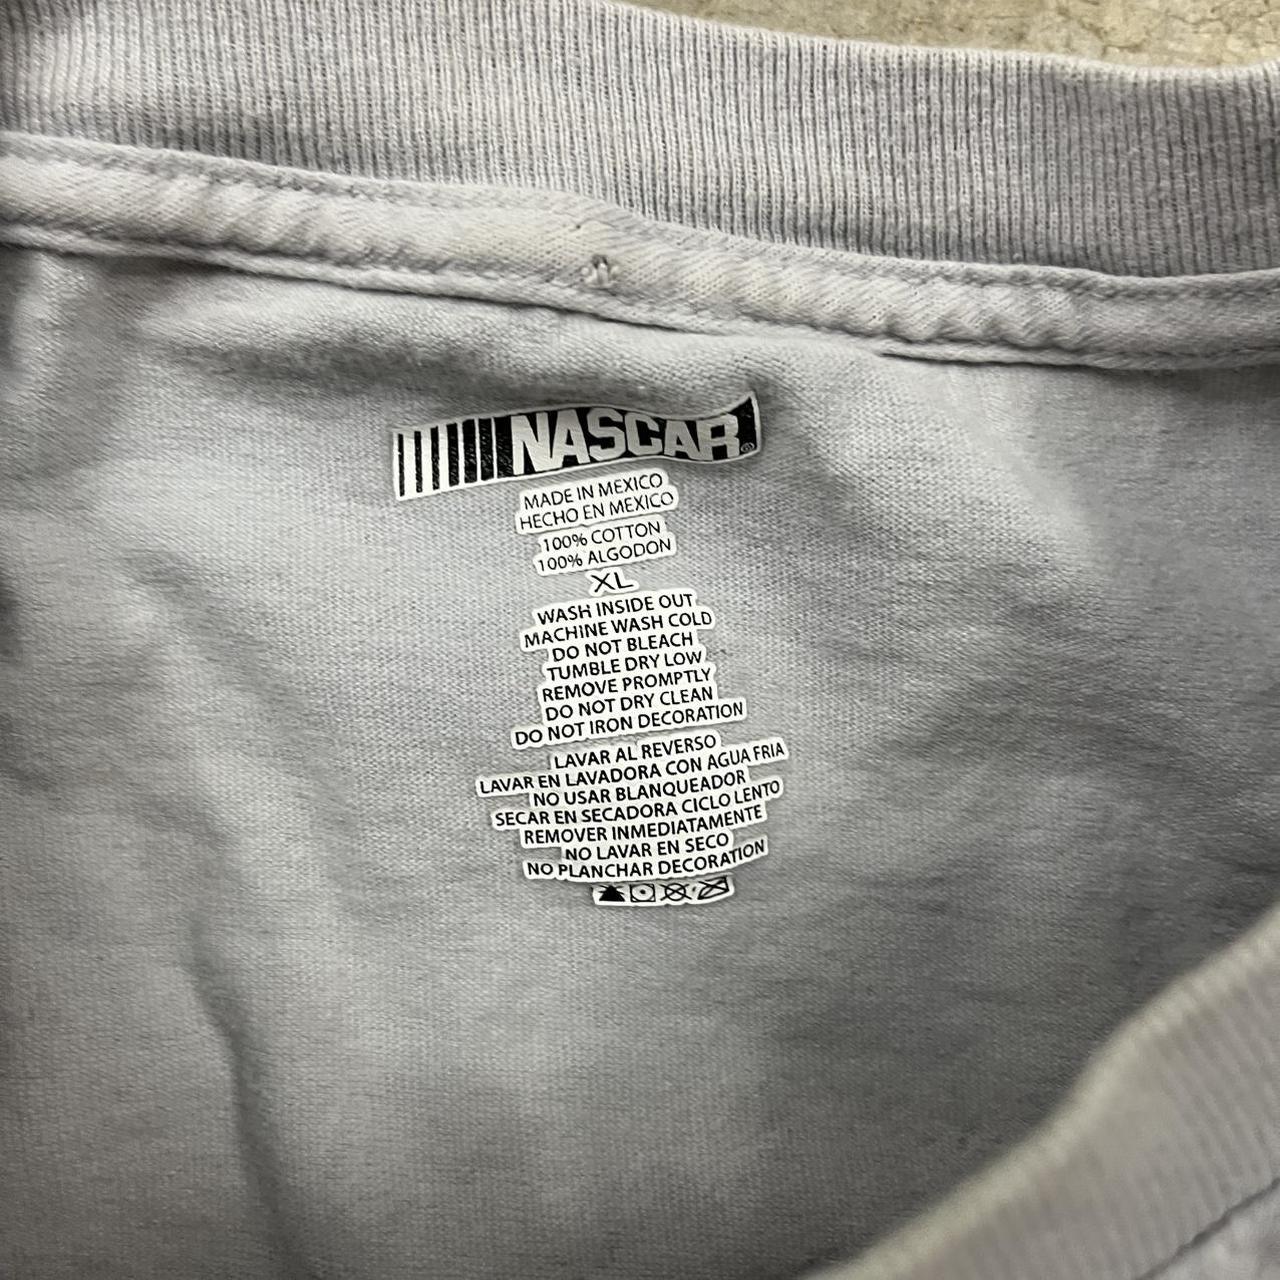 NASCAR®
MADE IN MEXICO
HECHO EN MEXICO
100% COTTON
100% ALGODON
XL
WASH INSIDE OUT
MACHINE WASH COLD
DO NOT BLEACH
TUMBLE DRY LOW
REMOVE PROMPTLY
DO NOT DRY CLEAN
DO NOT IRON DECORATION
LAVAR AL REVERSO
LAVAR EN LAVADORA CON AGUA FRIA
NO USAR BLANQUEADOR
SECAR EN SECADORA CICLO LENTO
REMOVER INMEDIATAMENTE
NO LAVAR EN SECO
NO PLANCHAR DECORATION